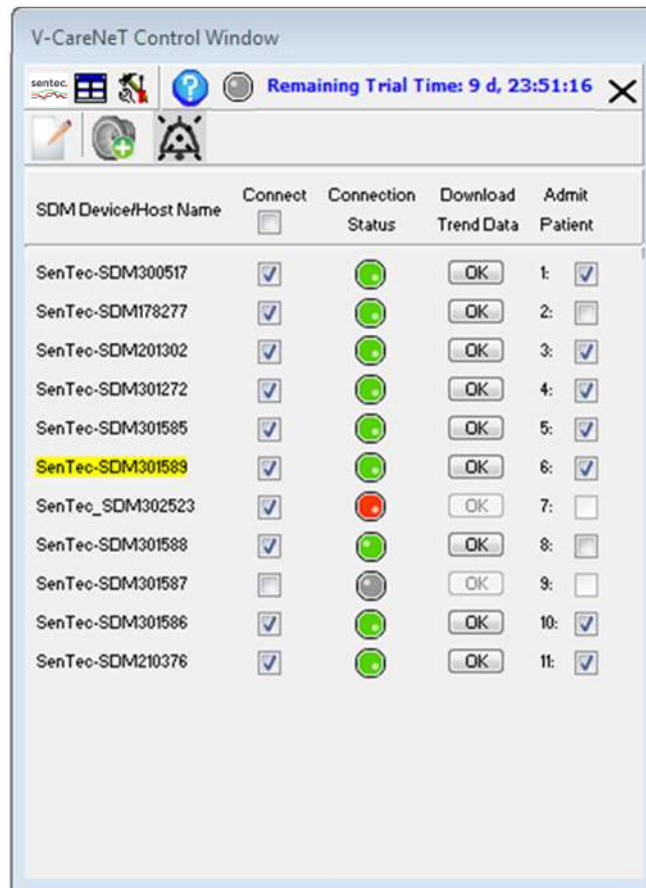 V-CareNeT Control Window
sentec. ? Remaining Trial Time: 9 d, 23:51:16
SDM Device/Host Name Connect Connection Status Download Trend Data Admit Patient
SenTec-SDM300517 OK 1:
SenTec-SDM178277 OK 2:
SenTec-SDM201302 OK 3:
SenTec-SDM301272 OK 4:
SenTec-SDM301585 OK 5:
SenTec-SDM301589 OK 6:
SenTec_SDM302523 OK 7:
SenTec-SDM301588 OK 8:
SenTec-SDM301587 OK 9:
SenTec-SDM301586 OK 10:
SenTec-SDM210376 OK 11: